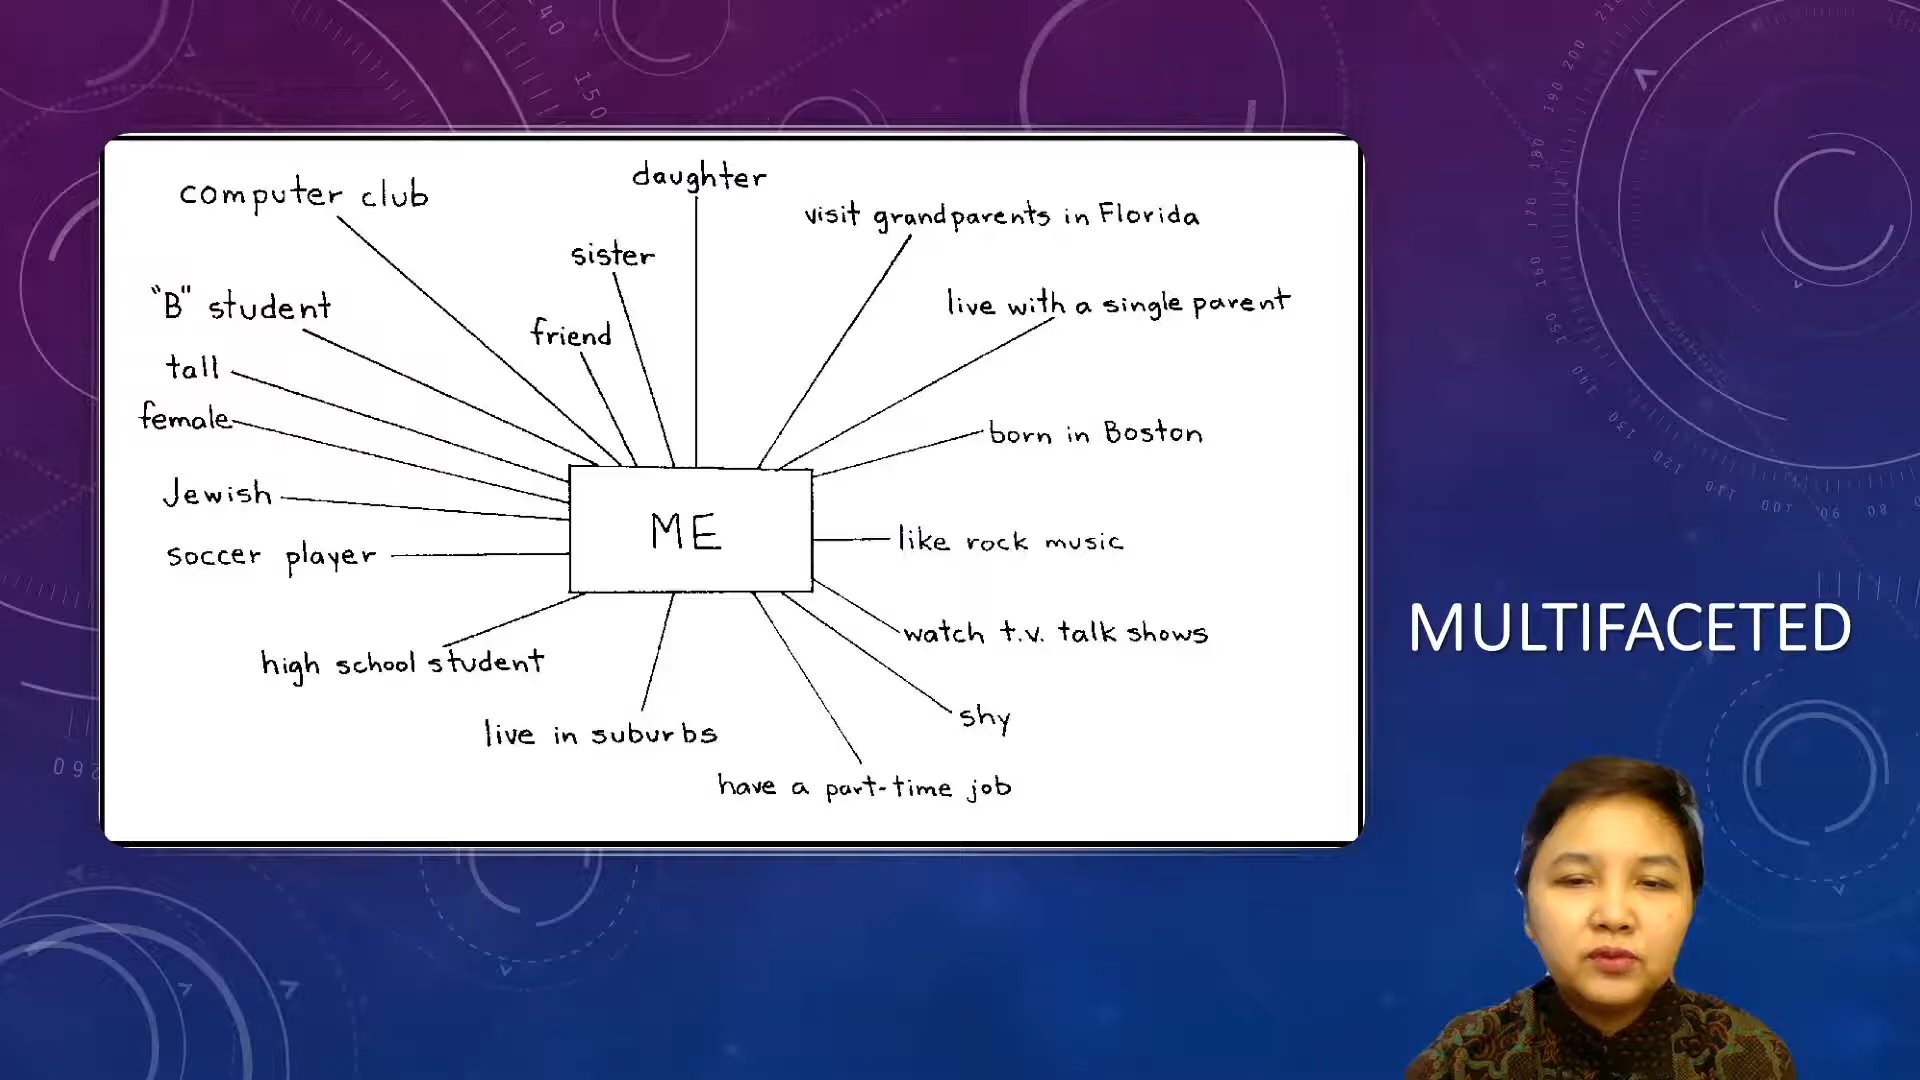 computer club
daughter
visit grandparents in Florida
sister
"B" student
live with a single parent
friend
tall
female
born in Boston
Jewish
ME
like rock music
soccer player
MULTIFACETED
watch t.v. talk shows
high school student
shy
live in suburbs
have a part-time job